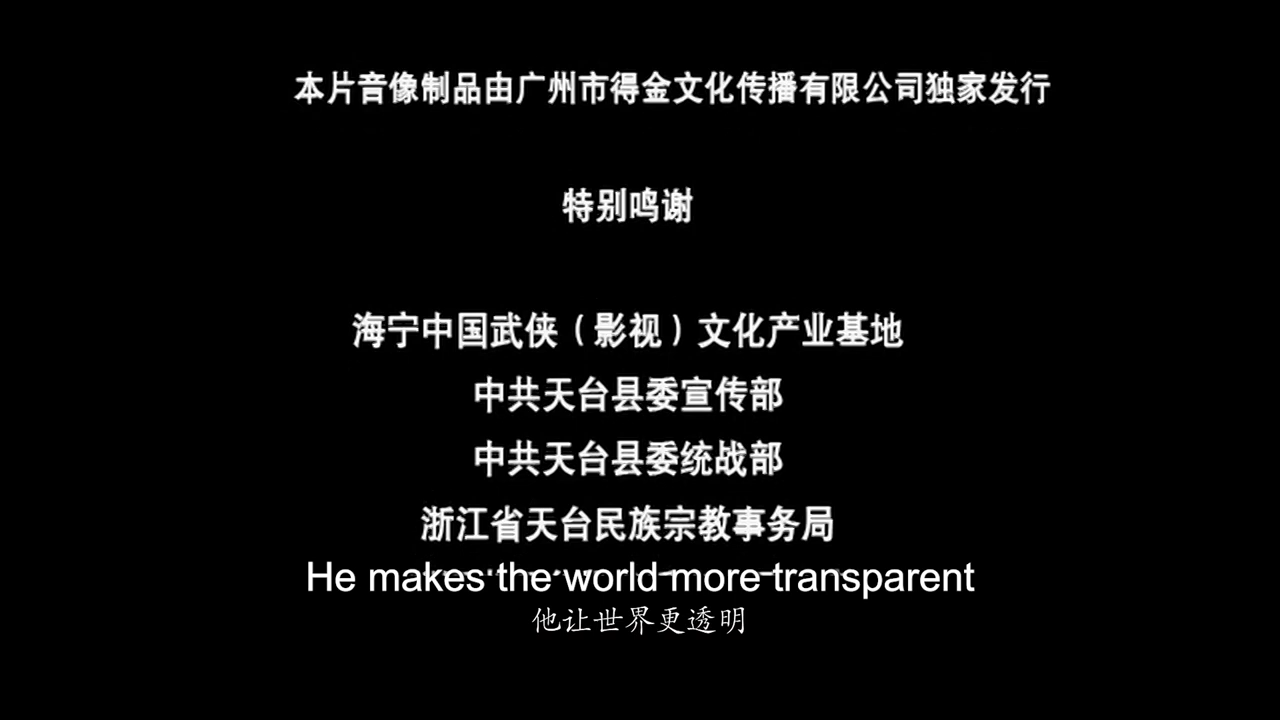 本片音像制品由广州市得金文化传播有限公司独家发行
特别鸣谢
海宁中国武侠（影视）文化产业基地
中共天台县委宣传部
中共天台县委统战部
浙江省天台民族宗教事务局
He makes the world more transparent
他让世界更透明